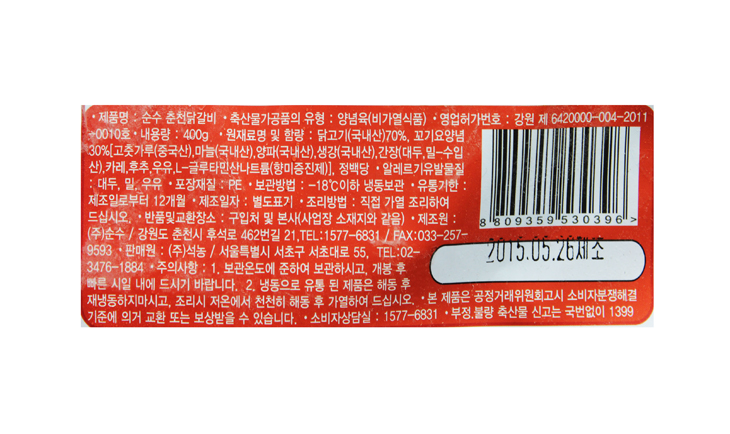 ·제품명 : 순수 춘천닭갈비 ·축산물가공품의 유형 : 양념육(비가열식품) ·영업허가번호 : 강원 제 6420000-004-2011
-0010호·내용량 : 400g ·원재료명 및 함량 : 닭고기(국내산)70%, 꼬기요양념
30%[고춧가루(중국산),마늘(국내산),양파(국내산),생강(국내산),간장(대두,밀-수입
산),카레,후추,우유,L-글루타민산나트륨(향미증진제)], 정백당 ·알레르기유발물질
: 대두, 밀, 우유 ·포장재질 : PE ·보관방법 : -18℃이하 냉동보관 ·유통기한 :
제조일로부터 12개월 ·제조일자 : 별도표기 ·조리방법 : 직접 가열 조리하여
드십시오. ·반품및교환장소 : 구입처 및 본사(사업장 소재지와 같음) ·제조원 :
(주)순수 / 강원도 춘천시 후석로 462번길 21,TEL:1577-6831 / FAX:033-257-
9593 판매원 : (주)석농 / 서울특별시 서초구 서초대로 55, TEL:02-
3476-1884 ·주의사항 : 1. 보관온도에 준하여 보관하시고, 개봉 후
빠른 시일 내에 드시기 바랍니다. 2. 냉동으로 유통 된 제품은 해동 후
재냉동하지마시고, 조리시 저온에서 천천히 해동 후 가열하여 드십시오. ·본 제품은 공정거래위원회고시 소비자분쟁해결
기준에 의거 교환 또는 보상받을 수 있습니다. ·소비자상담실 : 1577-6831 ·부정,불량 축산물 신고는 국번없이 1399
8 809359 530396 >
2015.05.26제조